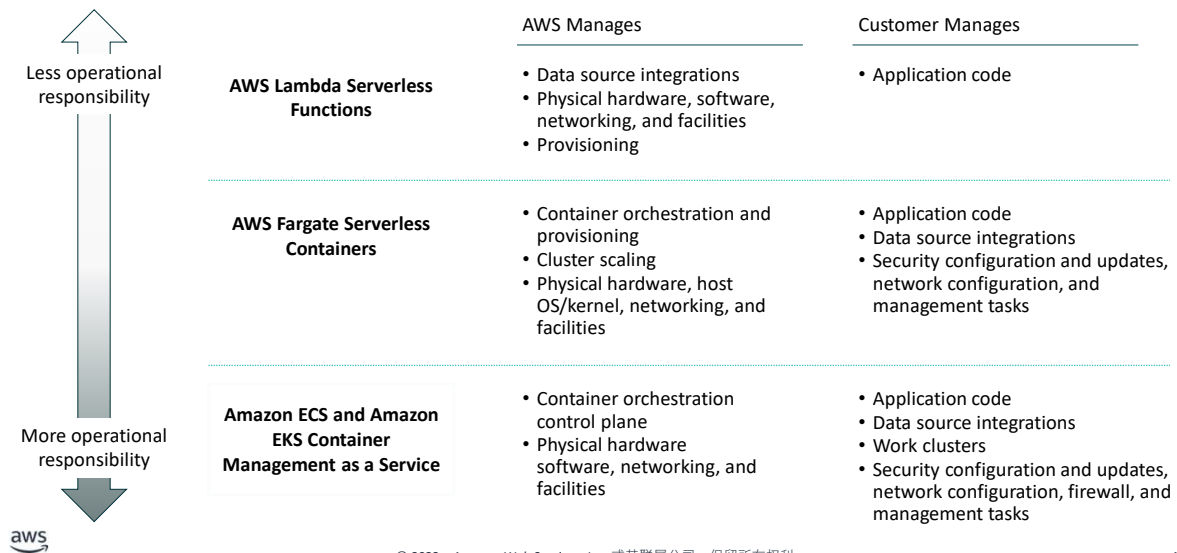 AWS Manages
Customer Manages
Less operational
responsibility
AWS Lambda Serverless
Functions
• Data source integrations
• Physical hardware, software,
networking, and facilities
• Provisioning
• Application code
AWS Fargate Serverless
Containers
• Container orchestration and
provisioning
• Cluster scaling
• Physical hardware, host
OS/kernel, networking, and
facilities
• Application code
• Data source integrations
• Security configuration and updates,
network configuration, and
management tasks
More operational
responsibility
Amazon ECS and Amazon
EKS Container
Management as a Service
• Container orchestration
control plane
• Physical hardware
software, networking, and
facilities
• Application code
• Data source integrations
• Work clusters
• Security configuration and updates,
network configuration, firewall, and
management tasks
aws